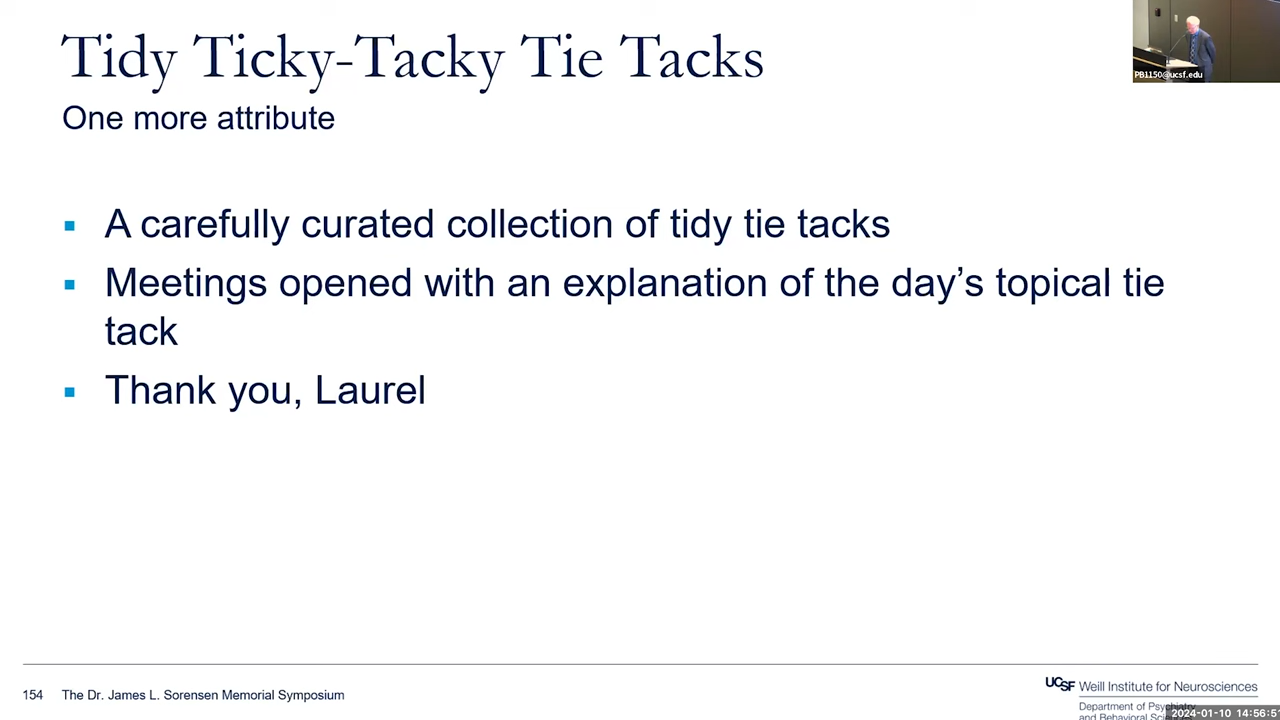 Tidy Ticky-Tacky Tie Tacks
PB1150@ucsf.edu
One more attribute
▪ A carefully curated collection of tidy tie tacks
▪ Meetings opened with an explanation of the day’s topical tie
tack
▪ Thank you, Laurel
154 The Dr. James L. Sorensen Memorial Symposium
UCSF Weill Institute for Neurosciences
Department of Psychiatry
and Behavioral
2024-01-10 14:56:51